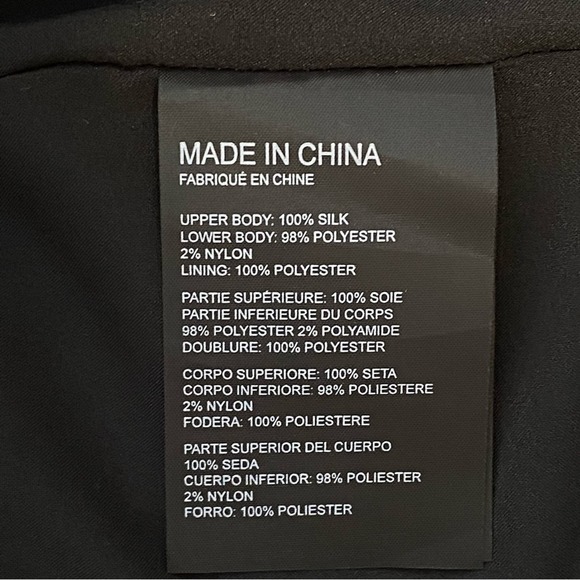 MADE IN CHINA
FABRIQUÉ EN CHINE
UPPER BODY: 100% SILK
LOWER BODY: 98% POLYESTER
2% NYLON
LINING: 100% POLYESTER
PARTIE SUPÉRIEURE: 100% SOIE
PARTIE INFERIEURE DU CORPS
98% POLYESTER 2% POLYAMIDE
DOUBLURE: 100% POLYESTER
CORPO SUPERIORE: 100% SETA
CORPO INFERIORE: 98% POLIESTERE
2% NYLON
FODERA: 100% POLIESTERE
PARTE SUPERIOR DEL CUERPO
100% SEDA
CUERPO INFERIOR: 98% POLIESTER
2% NYLON
FORRO: 100% POLIESTER